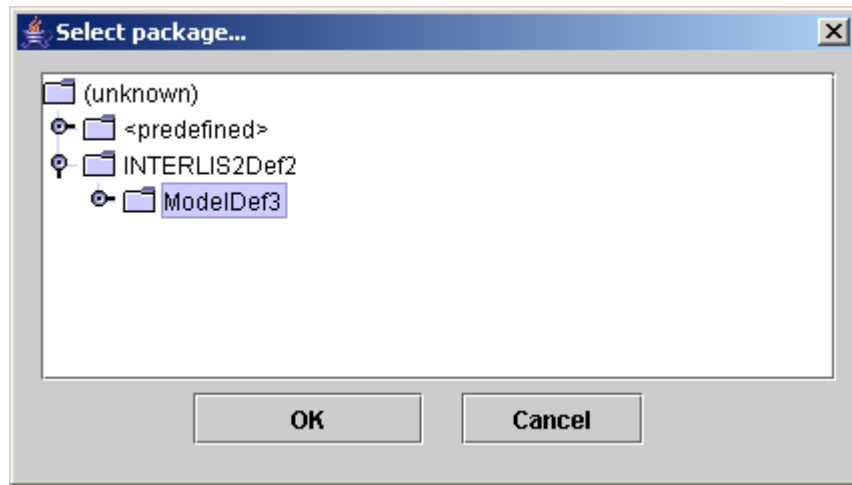 Select package...
(unknown)
<predefined>
INTERLIS2Def2
ModelDef3
OK Cancel